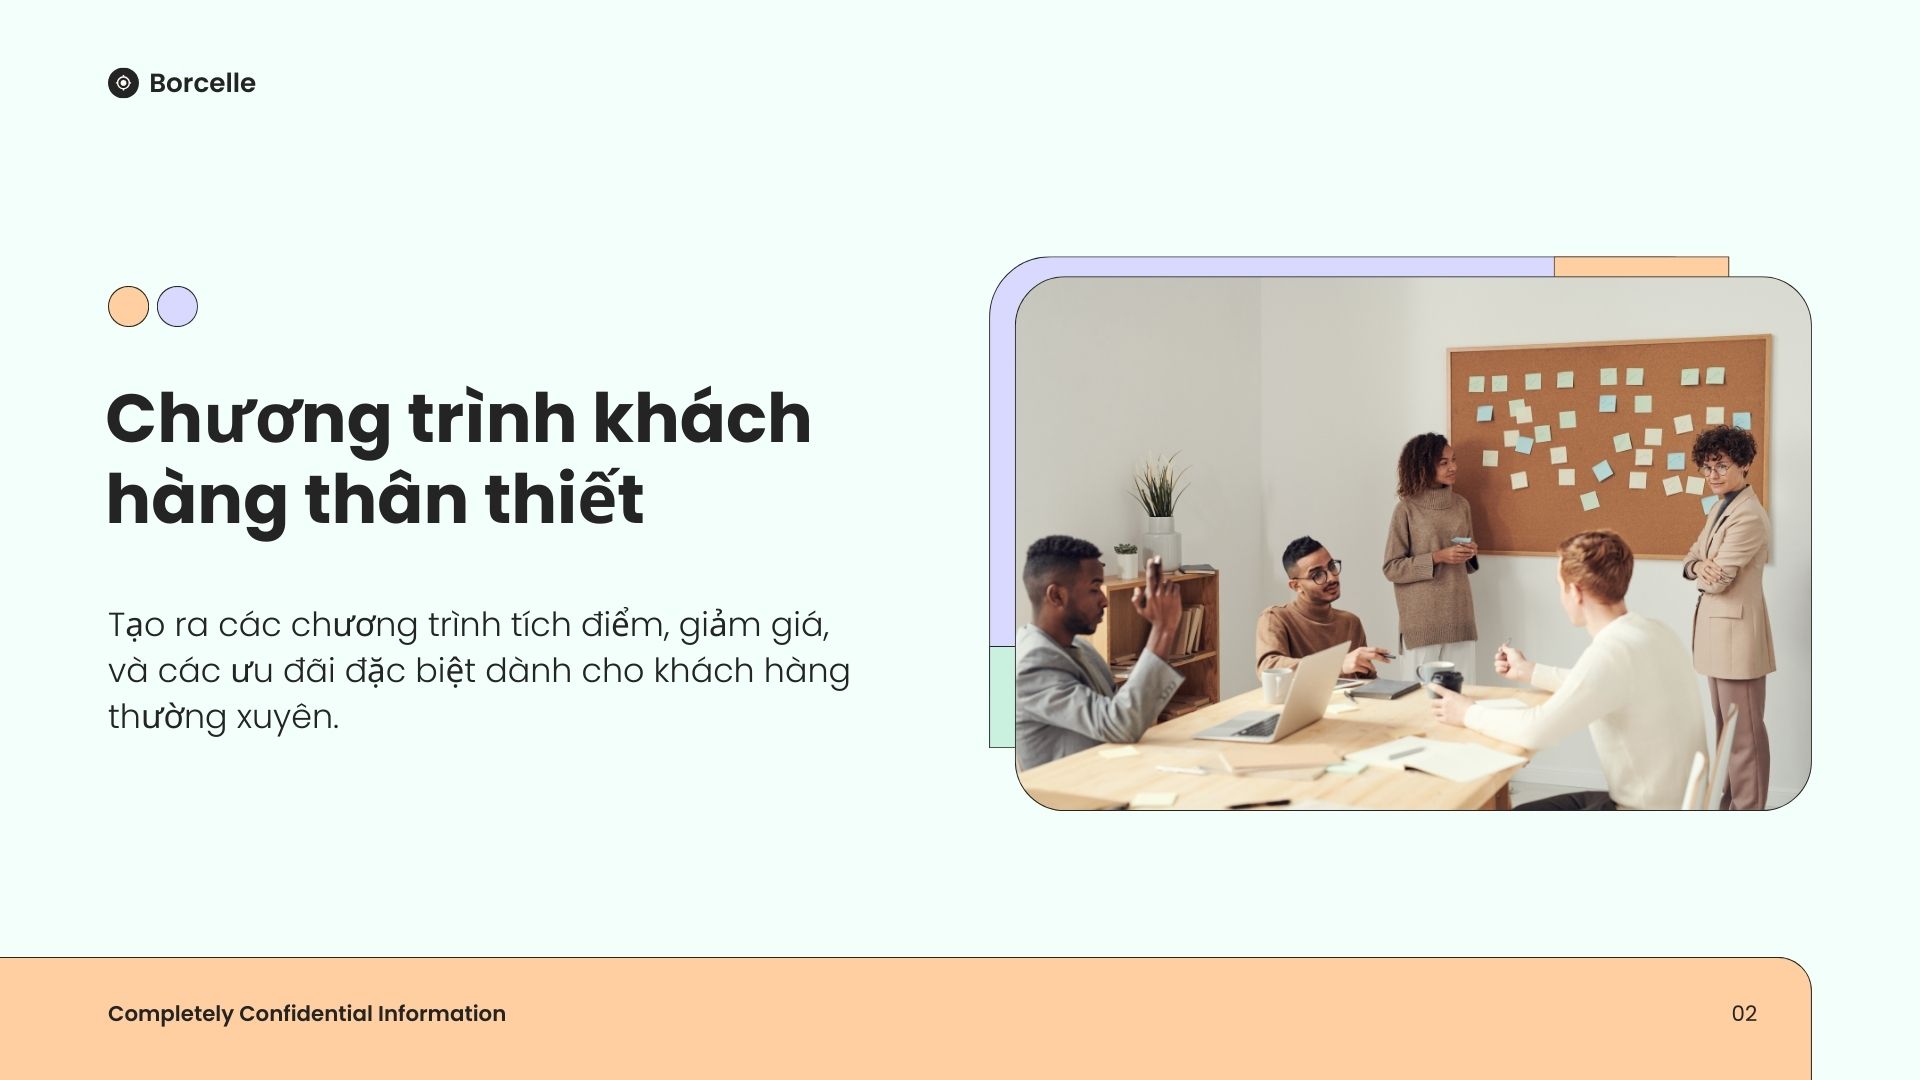 Borcelle
Chương trình khách
hàng thân thiết
Tạo ra các chương trình tích điểm, giảm giá,
và các ưu đãi đặc biệt dành cho khách hàng
thường xuyên.
Completely Confidential Information
02